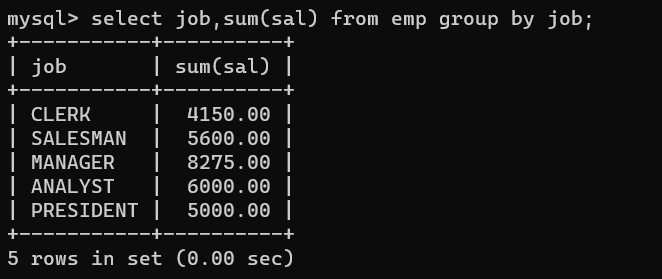 mysql> select job,sum(sal) from emp group by job;
+-----------+----------+
| job       | sum(sal) |
+-----------+----------+
| CLERK     |  4150.00 |
| SALESMAN  |  5600.00 |
| MANAGER   |  8275.00 |
| ANALYST   |  6000.00 |
| PRESIDENT |  5000.00 |
+-----------+----------+
5 rows in set (0.00 sec)